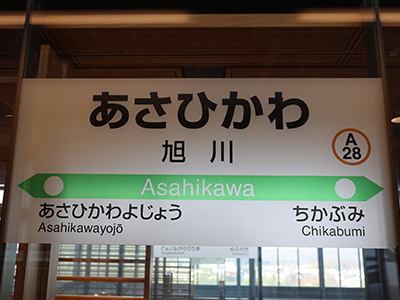 あさひかわ
旭川
A
28
Asahikawa
あさひかわよじょう
Asahikawayojō
ちかぶみ
Chikabumi